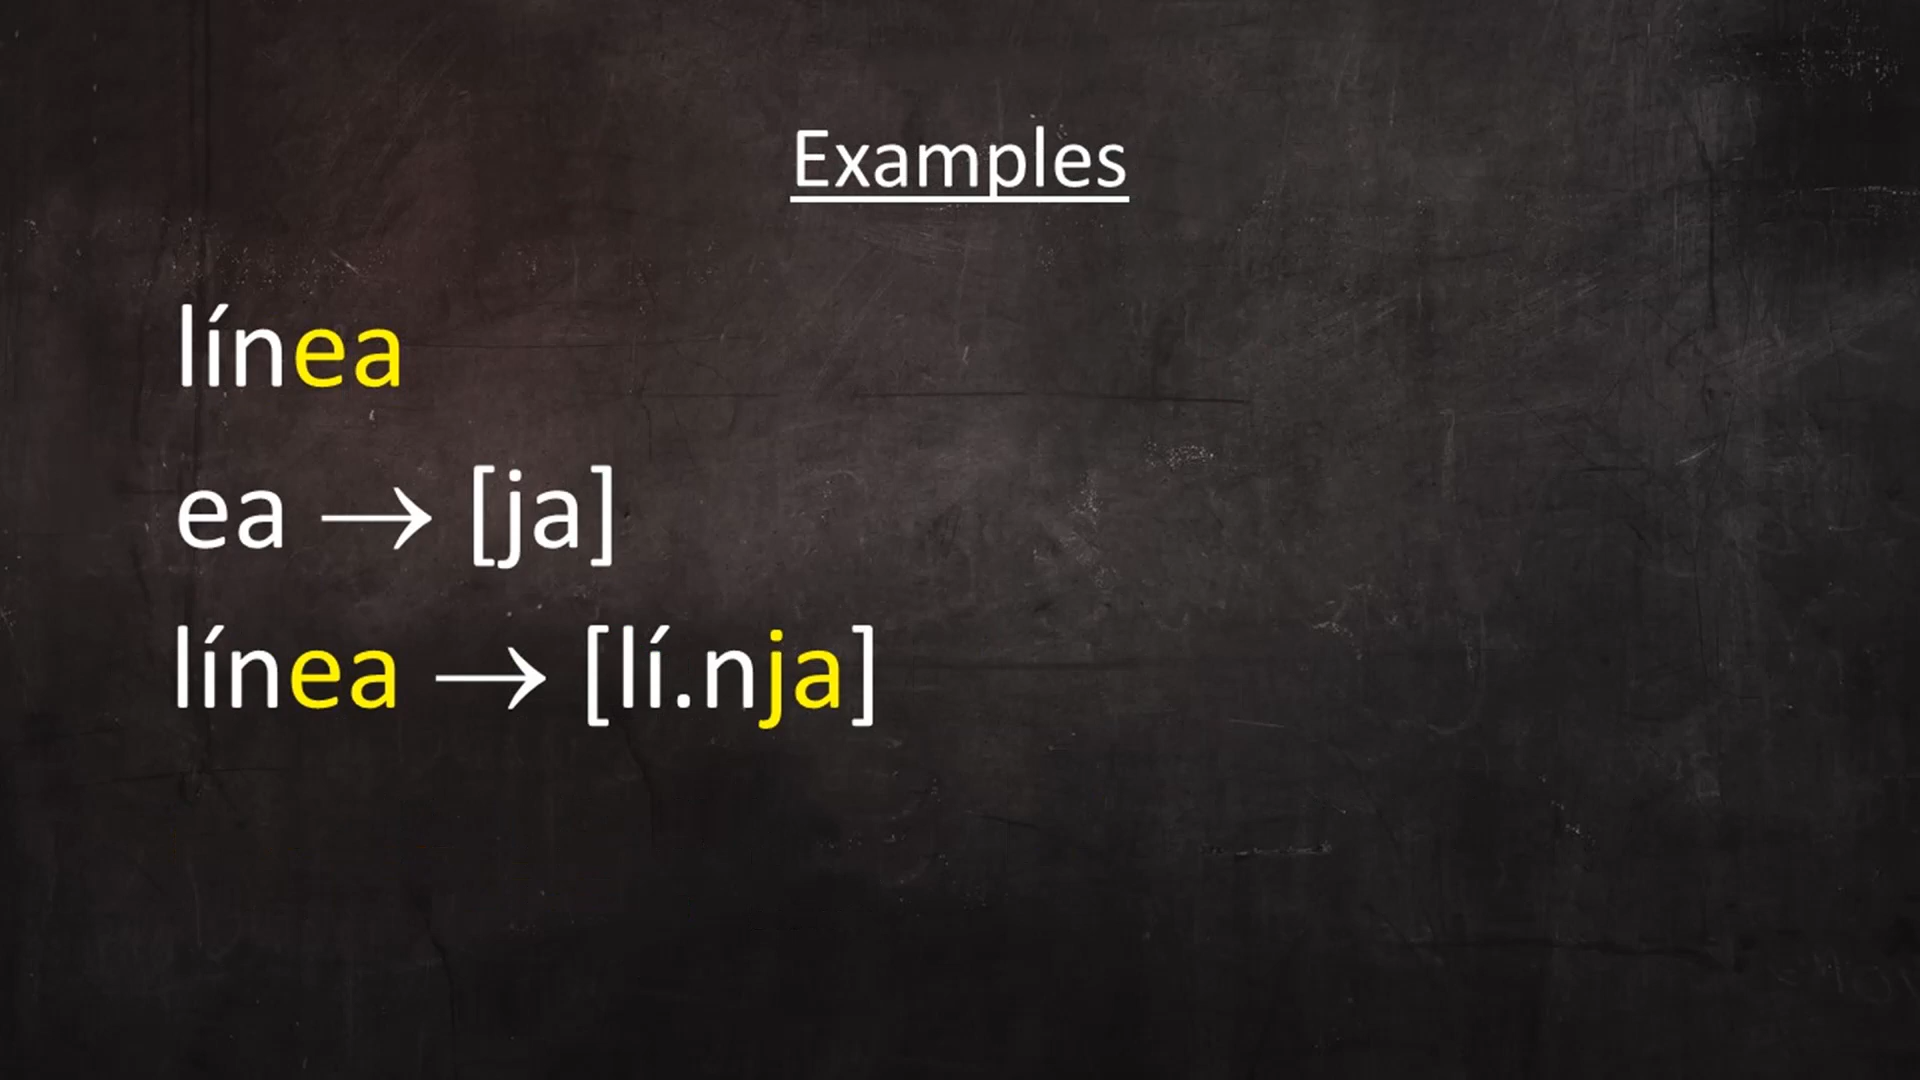 Examples
línea
ea → [ja]
línea → [lí.nja]